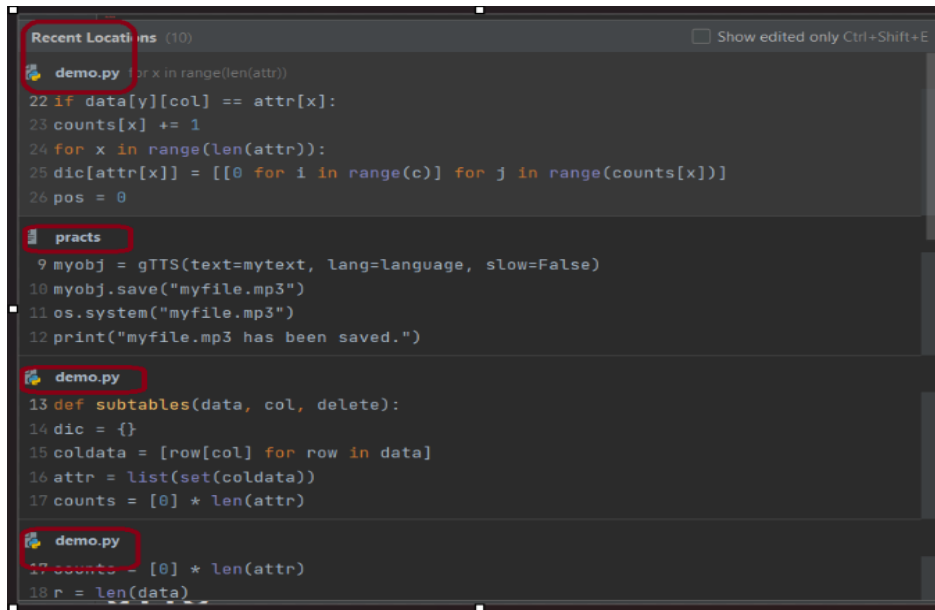 Recent Locations (10) Show edited only Ctrl+Shift+E
demo.py for x in range(len(attr))
22 if data[y][col] == attr[x]:
23 counts[x] += 1
24 for x in range(len(attr)):
25 dic[attr[x]] = [[0 for i in range(c)] for j in range(counts[x])]
26 pos = 0
practs
9 myobj = gTTS(text=mytext, lang=language, slow=False)
10 myobj.save("myfile.mp3")
11 os.system("myfile.mp3")
12 print("myfile.mp3 has been saved.")
demo.py
13 def subtables(data, col, delete):
14 dic = {}
15 coldata = [row[col] for row in data]
16 attr = list(set(coldata))
17 counts = [0] * len(attr)
demo.py
17 counts = [0] * len(attr)
18 r = len(data)